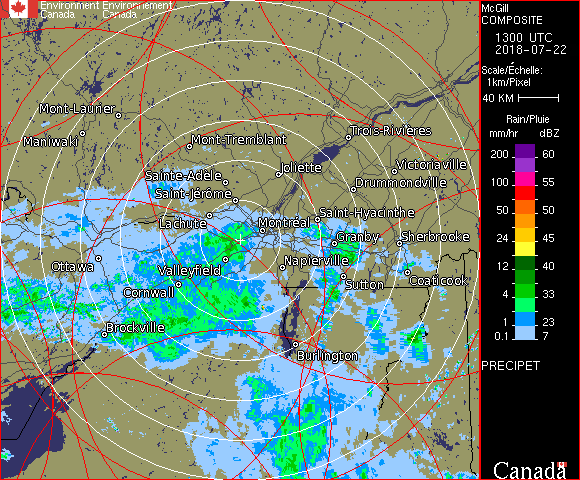 Environment Environnement
Canada Canada
McGill
COMPOSITE
1300 UTC
2018-07-22
Scale/Échelle:
1km/Pixel
40 KM
Rain/Pluie
mm/hr dBZ
200 60
100 55
50 50
24 45
12 40
4 33
1 23
0.1 7
PRECIPET
Canada
Mont-Laurier
Maniwaki
Mont-Tremblant
Trois-Rivières
Joliette
Victoriaville
Sainte-Adèle
Drummondville
Saint-Jérôme
Lachute
Saint-Hyacinthe
Montréal
Granby
Sherbrooke
Ottawa
Valleyfield
Napierville
Coaticook
Cornwall
Sutton
Brockville
Burlington